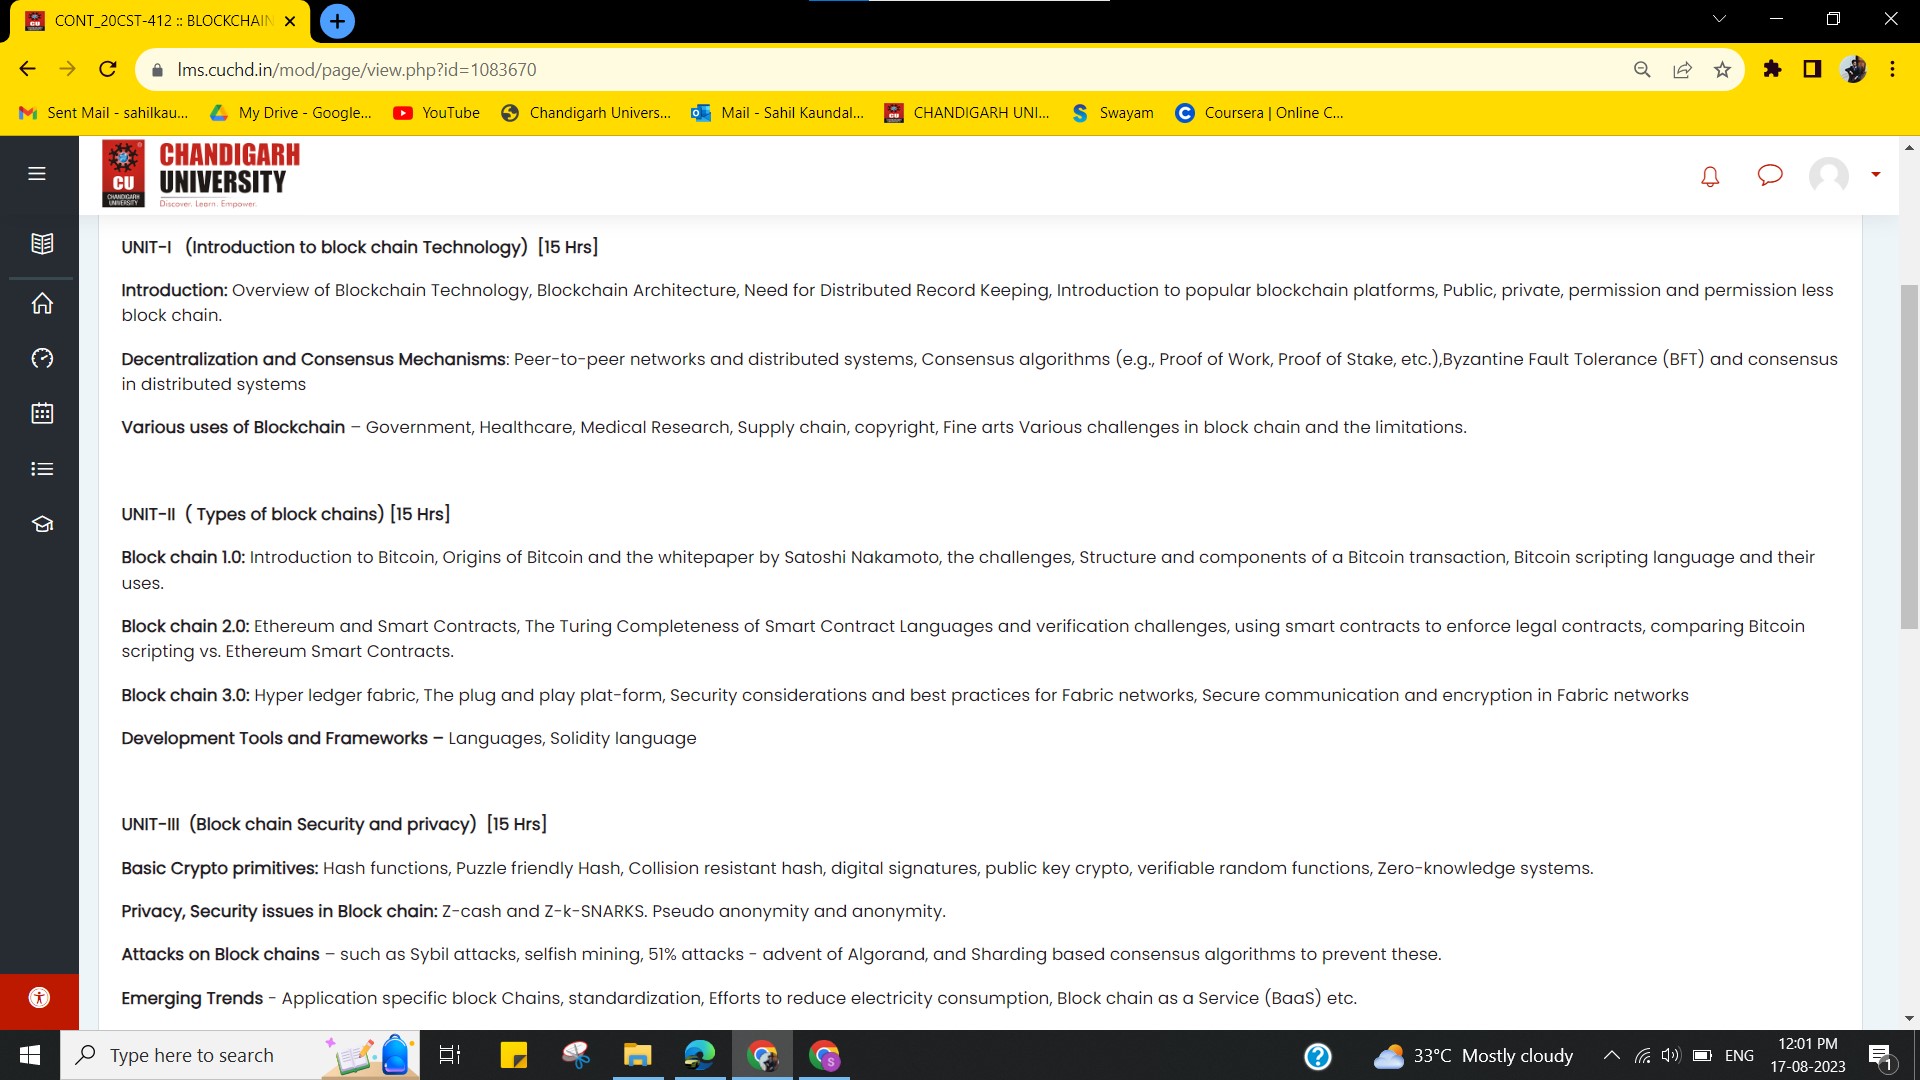 CONT_20CST-412 :: BLOCKCHAIN
lms.cuchd.in/mod/page/view.php?id=1083670
Sent Mail - sahilkau... My Drive - Google... YouTube Chandigarh Univers... Mail - Sahil Kaundal... CHANDIGARH UNI... Swayam Coursera | Online C...
CU
CHANDIGARH
UNIVERSITY
CHANDIGARH
UNIVERSITY
Discover. Learn. Empower.
UNIT-I (Introduction to block chain Technology) [15 Hrs]
Introduction: Overview of Blockchain Technology, Blockchain Architecture, Need for Distributed Record Keeping, Introduction to popular blockchain platforms, Public, private, permission and permission less
block chain.
Decentralization and Consensus Mechanisms: Peer-to-peer networks and distributed systems, Consensus algorithms (e.g., Proof of Work, Proof of Stake, etc.),Byzantine Fault Tolerance (BFT) and consensus
in distributed systems
Various uses of Blockchain – Government, Healthcare, Medical Research, Supply chain, copyright, Fine arts Various challenges in block chain and the limitations.
UNIT-II ( Types of block chains) [15 Hrs]
Block chain 1.0: Introduction to Bitcoin, Origins of Bitcoin and the whitepaper by Satoshi Nakamoto, the challenges, Structure and components of a Bitcoin transaction, Bitcoin scripting language and their
uses.
Block chain 2.0: Ethereum and Smart Contracts, The Turing Completeness of Smart Contract Languages and verification challenges, using smart contracts to enforce legal contracts, comparing Bitcoin
scripting vs. Ethereum Smart Contracts.
Block chain 3.0: Hyper ledger fabric, The plug and play plat-form, Security considerations and best practices for Fabric networks, Secure communication and encryption in Fabric networks
Development Tools and Frameworks – Languages, Solidity language
UNIT-III (Block chain Security and privacy) [15 Hrs]
Basic Crypto primitives: Hash functions, Puzzle friendly Hash, Collision resistant hash, digital signatures, public key crypto, verifiable random functions, Zero-knowledge systems.
Privacy, Security issues in Block chain: Z-cash and Z-k-SNARKS. Pseudo anonymity and anonymity.
Attacks on Block chains – such as Sybil attacks, selfish mining, 51% attacks - advent of Algorand, and Sharding based consensus algorithms to prevent these.
Emerging Trends - Application specific block Chains, standardization, Efforts to reduce electricity consumption, Block chain as a Service (BaaS) etc.
Type here to search
33°C Mostly cloudy
ENG
12:01 PM
17-08-2023
1